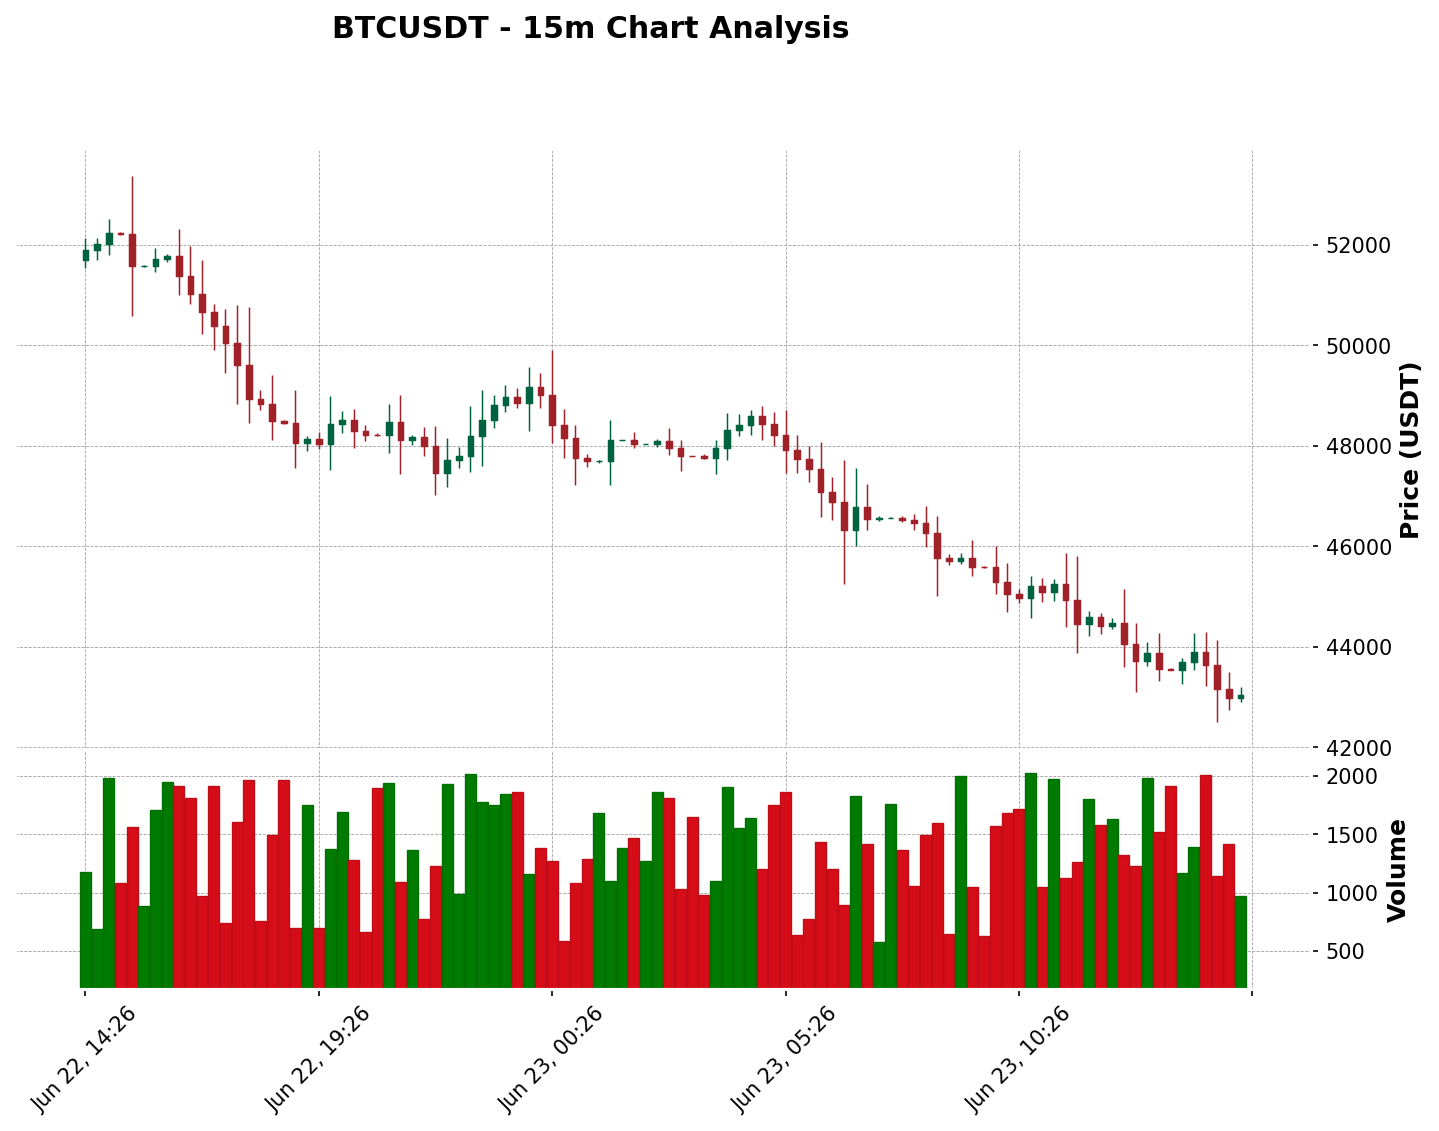 BTCUSDT - 15m Chart Analysis
52000
50000
48000
46000
44000
42000
Price (USDT)
2000
1500
1000
500
Volume
Jun 22, 14:26
Jun 22, 19:26
Jun 23, 00:26
Jun 23, 05:26
Jun 23, 10:26